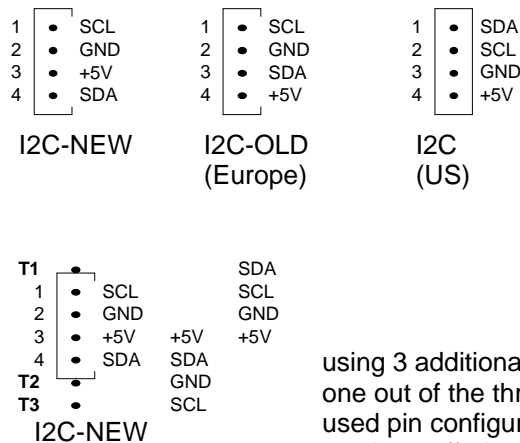 1 SCL
2 GND
3 +5V
4 SDA
I2C-NEW
1 SCL
2 GND
3 SDA
4 +5V
I2C-OLD
(Europe)
1 SDA
2 SCL
3 GND
4 +5V
I2C
(US)
T1 SDA
1 SCL SCL
2 GND GND
3 +5V +5V +5V
4 SDA SDA
T2 GND
T3 SCL
I2C-NEW
using 3 additiona
one out of the thr
used pin configur